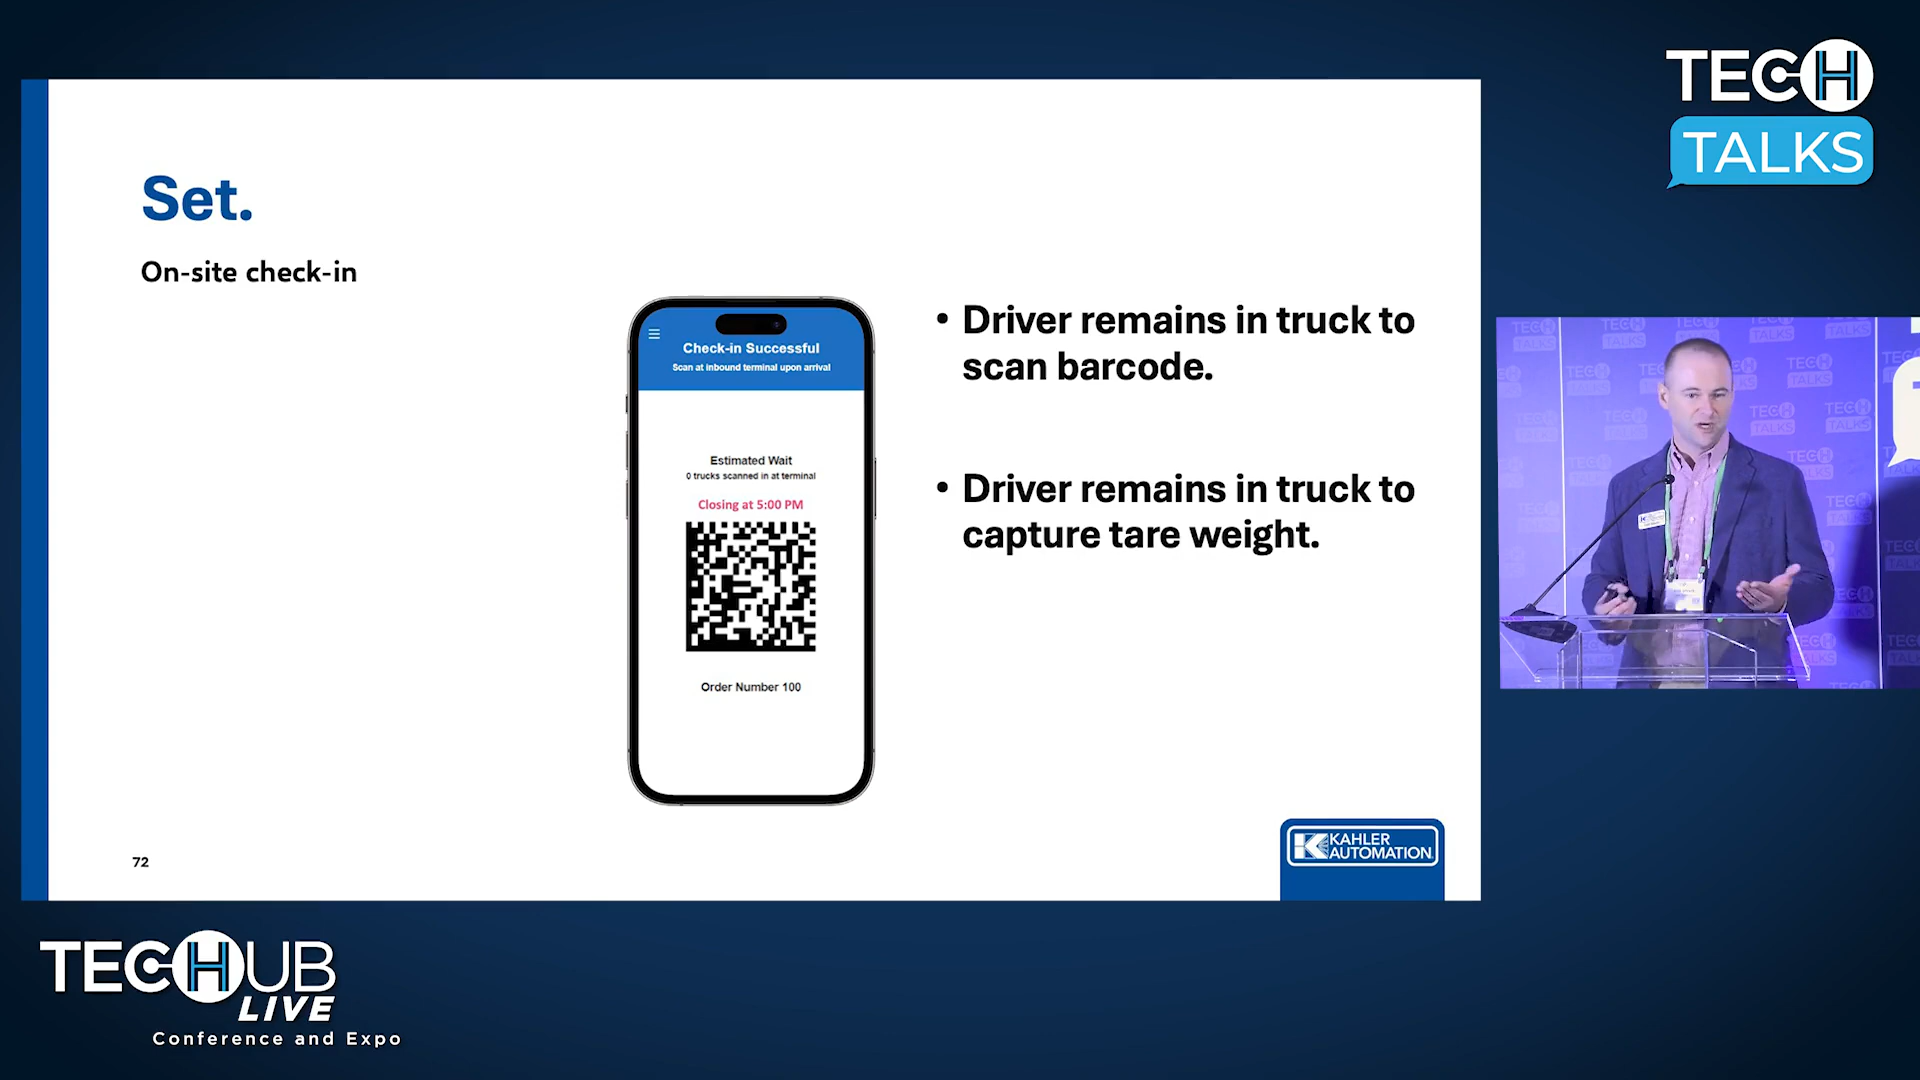 TECH
TALKS
Set.
On-site check-in
Check-in Successful
Scan at inbound terminal upon arrival
Estimated Wait
0 trucks scanned in at terminal
Closing at 5:00 PM
Order Number 100
• Driver remains in truck to
scan barcode.
• Driver remains in truck to
capture tare weight.
72
KAHLER
AUTOMATION
TECHUB
LIVE
Conference and Expo